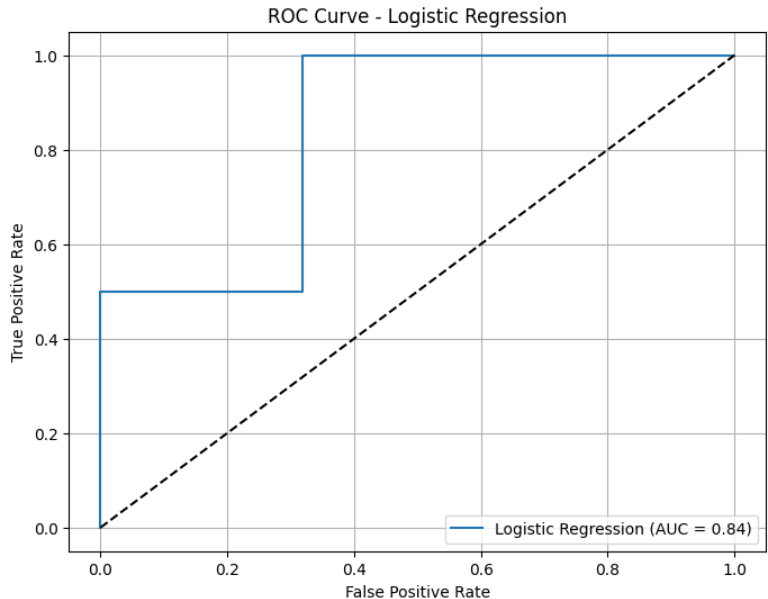 ROC Curve - Logistic Regression
True Positive Rate
1.0
0.8
0.6
0.4
0.2
0.0
Logistic Regression (AUC = 0.84)
0.0 0.2 0.4 0.6 0.8 1.0
False Positive Rate